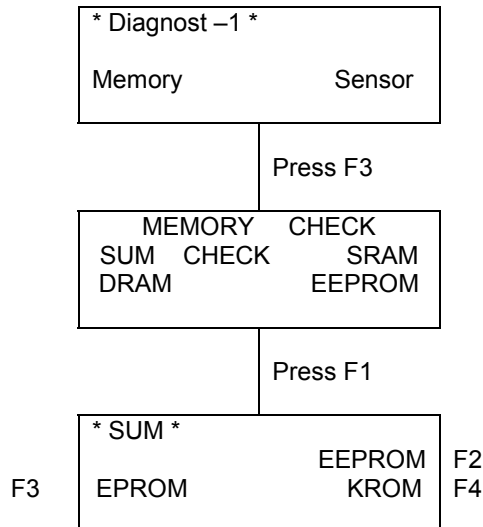 * Diagnost –1 *
Memory Sensor
Press F3
MEMORY CHECK
SUM CHECK SRAM
DRAM EEPROM
Press F1
* SUM *
EEPROM F2
F3 EPROM KROM F4